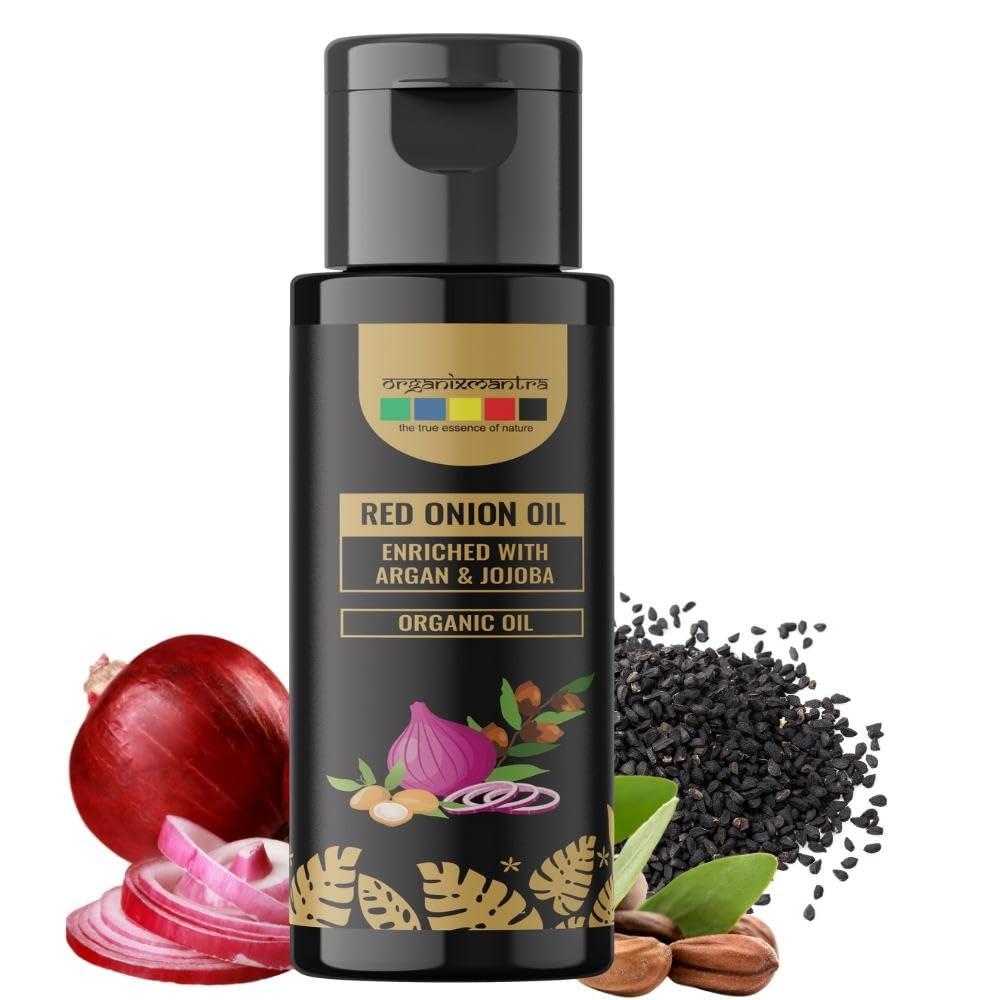 organixmantra
the true essence of nature
RED ONION OIL
ENRICHED WITH
ARGAN & JOJOBA
ORGANIC OIL